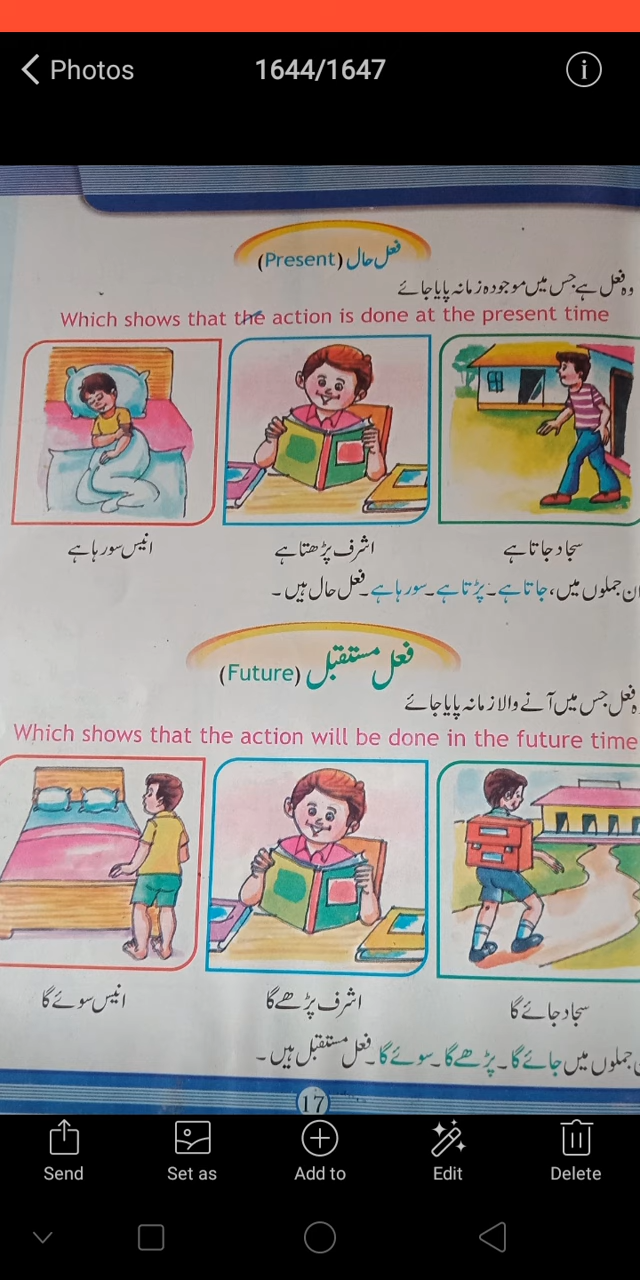 Photos 1644/1647
فعل حال (Present)
وہ فعل ہے جس میں موجودہ زمانہ پایا جائے
Which shows that the action is done at the present time
سجاد جاتا ہے اشرف پڑھتا ہے انیس سو رہا ہے
جملوں میں، جاتا ہے۔ پڑتا ہے۔ سو رہا ہے۔ فعل حال ہیں ۔
فعل مستقبل (Future)
فعل جس میں آنے والا زمانہ پایا جائے
Which shows that the action will be done in the future time
سجاد جائے گا اشرف پڑھے گا انیس سوئے گا
جملوں میں جائے گا۔ پڑھے گا۔ سوئے گا۔ فعل مستقبل ہیں ۔
17
Send Set as Add to Edit Delete